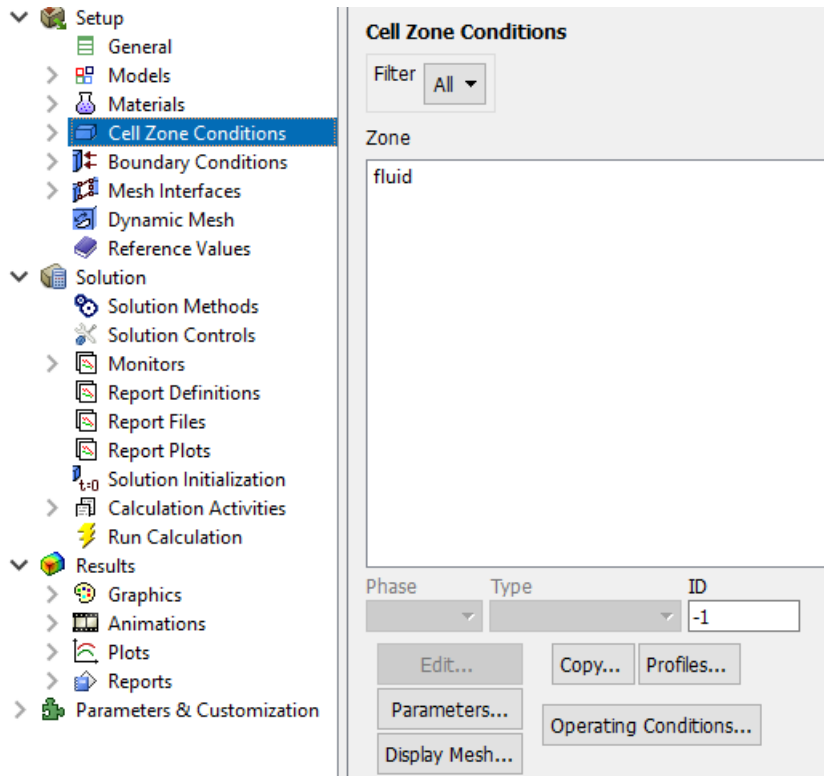 Setup
General
Models
Materials
Cell Zone Conditions
Boundary Conditions
Mesh Interfaces
Dynamic Mesh
Reference Values
Solution
Solution Methods
Solution Controls
Monitors
Report Definitions
Report Files
Report Plots
t=0 Solution Initialization
Calculation Activities
Run Calculation
Results
Graphics
Animations
Plots
Reports
Parameters & Customization
Cell Zone Conditions
Filter
All
Zone
fluid
Phase Type ID
-1
Edit... Copy... Profiles...
Parameters... Operating Conditions...
Display Mesh...